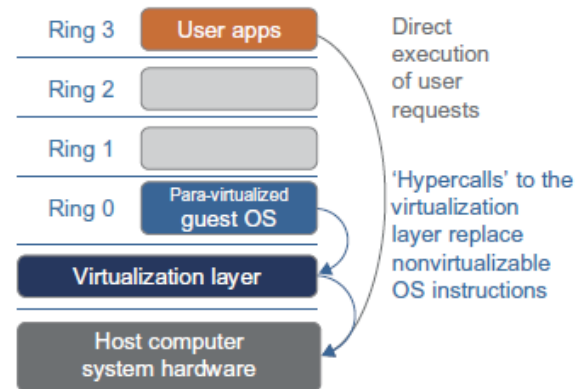 Ring 3
User apps
Direct
execution
of user
requests
Ring 2
Ring 1
Ring 0
Para-virtualized
guest OS
'Hypercalls' to the
virtualization
layer replace
nonvirtualizable
OS instructions
Virtualization layer
Host computer
system hardware